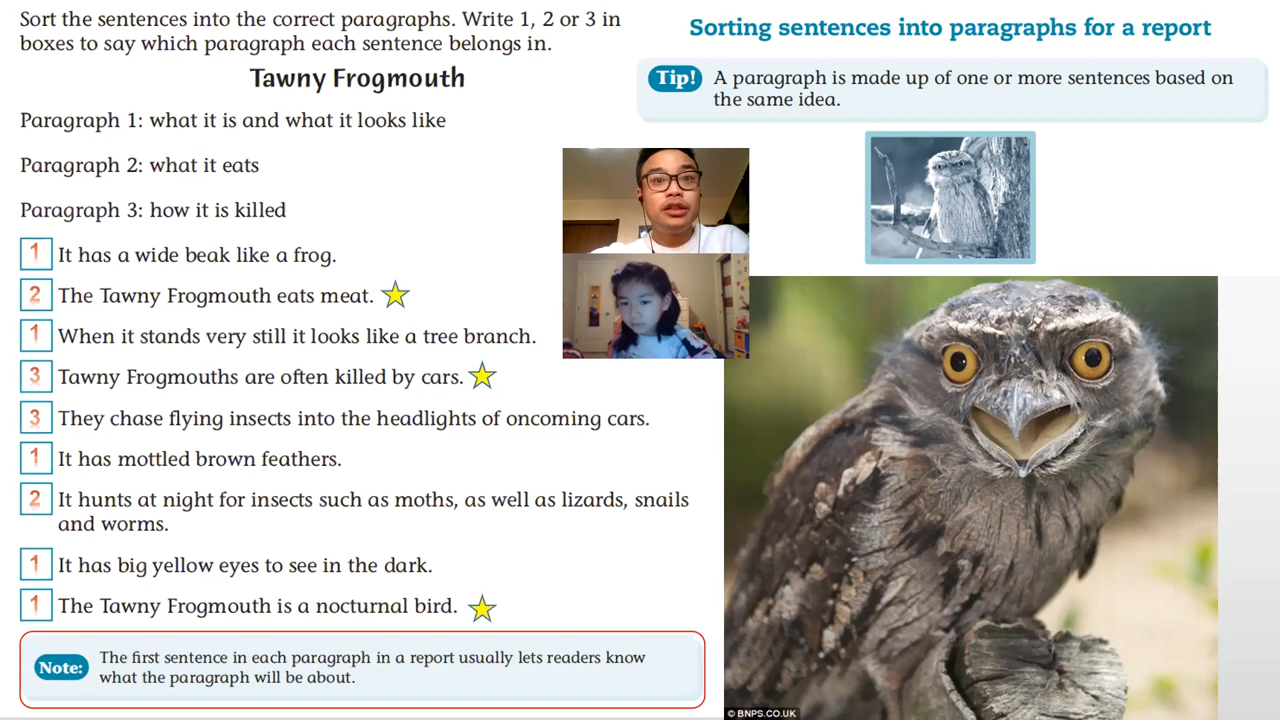 Sort the sentences into the correct paragraphs. Write 1, 2 or 3 in
boxes to say which paragraph each sentence belongs in.
Tawny Frogmouth
Paragraph 1: what it is and what it looks like
Paragraph 2: what it eats
Paragraph 3: how it is killed
1 It has a wide beak like a frog.
2 The Tawny Frogmouth eats meat.
1 When it stands very still it looks like a tree branch.
3 Tawny Frogmouths are often killed by cars.
3 They chase flying insects into the headlights of oncoming cars.
1 It has mottled brown feathers.
2 It hunts at night for insects such as moths, as well as lizards, snails
and worms.
1 It has big yellow eyes to see in the dark.
1 The Tawny Frogmouth is a nocturnal bird.
Note: The first sentence in each paragraph in a report usually lets readers know
what the paragraph will be about.
Sorting sentences into paragraphs for a report
Tip! A paragraph is made up of one or more sentences based on
the same idea.
© BNPS.CO.UK